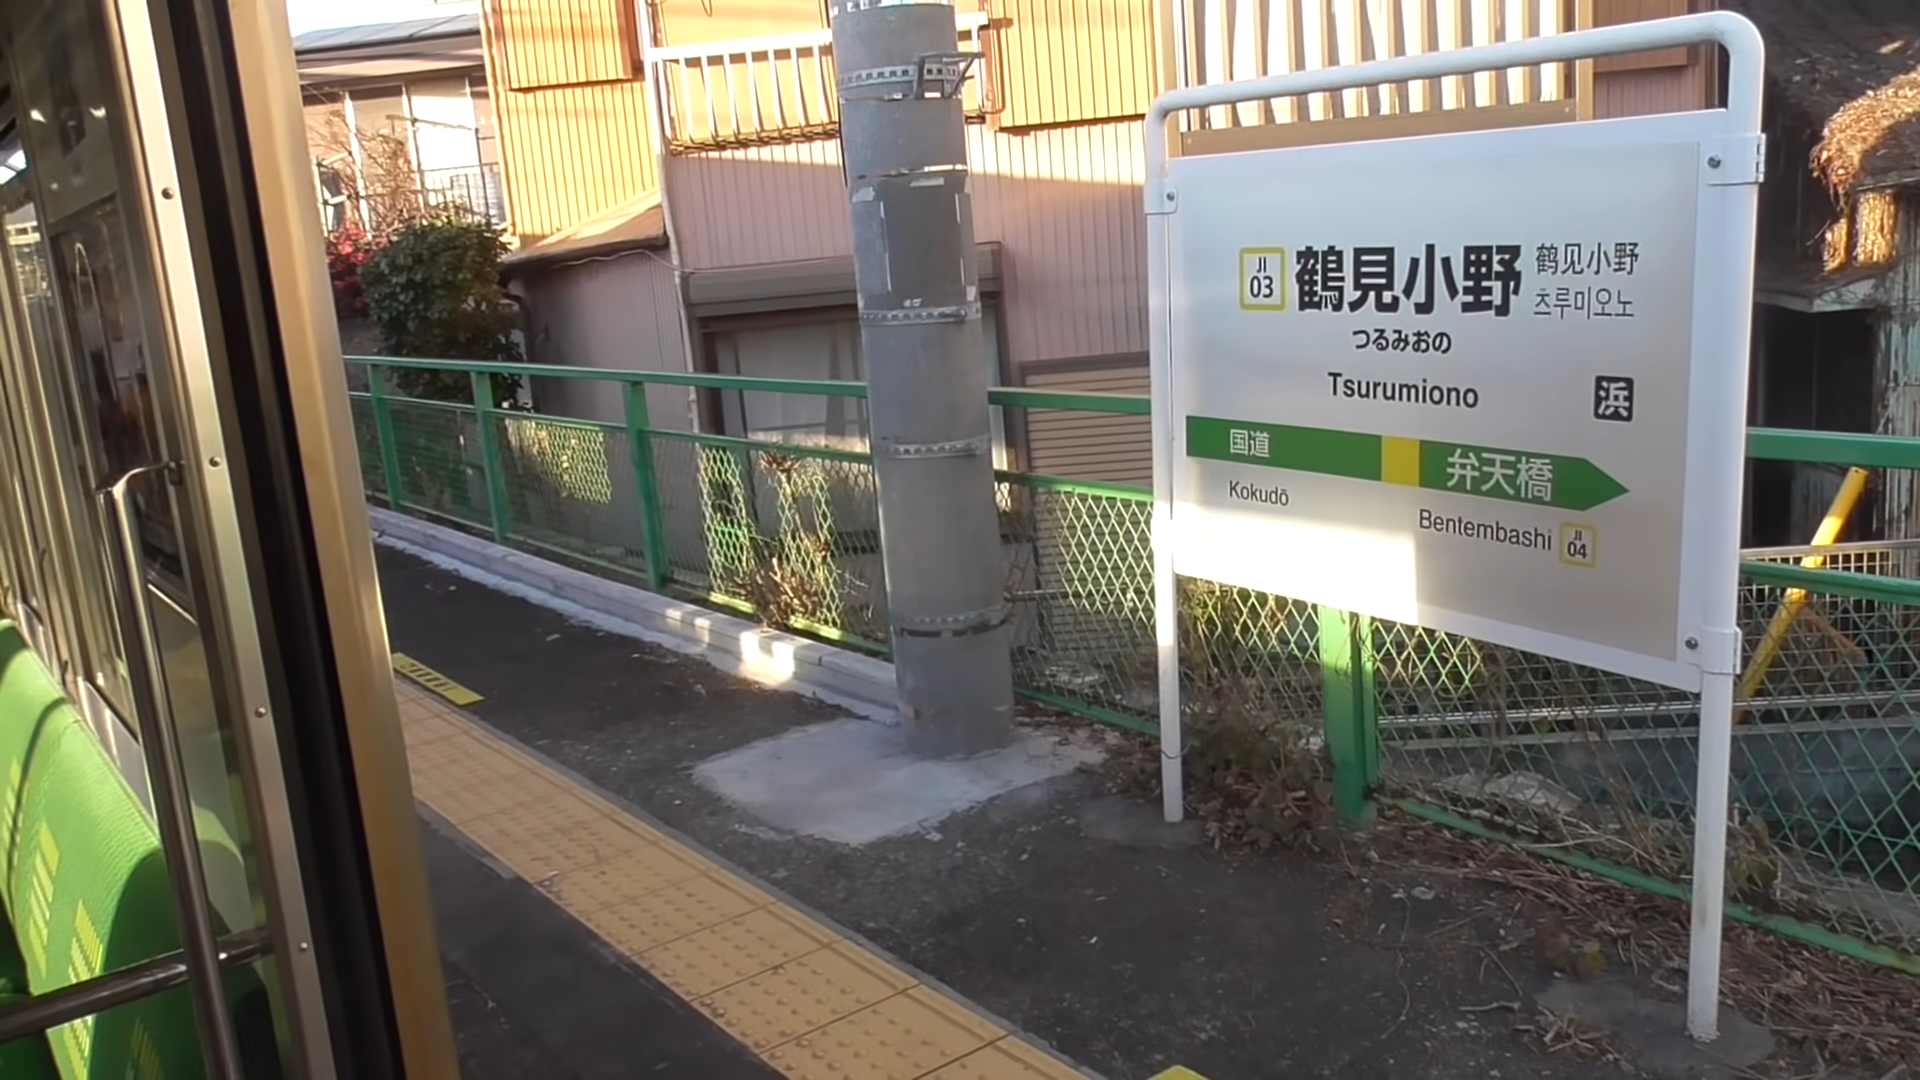 JI
03
鶴見小野
鹤见小野
츠루미오노
つるみおの
Tsurumiono
浜
国道
弁天橋
Kokudō
Bentembashi
JI
04